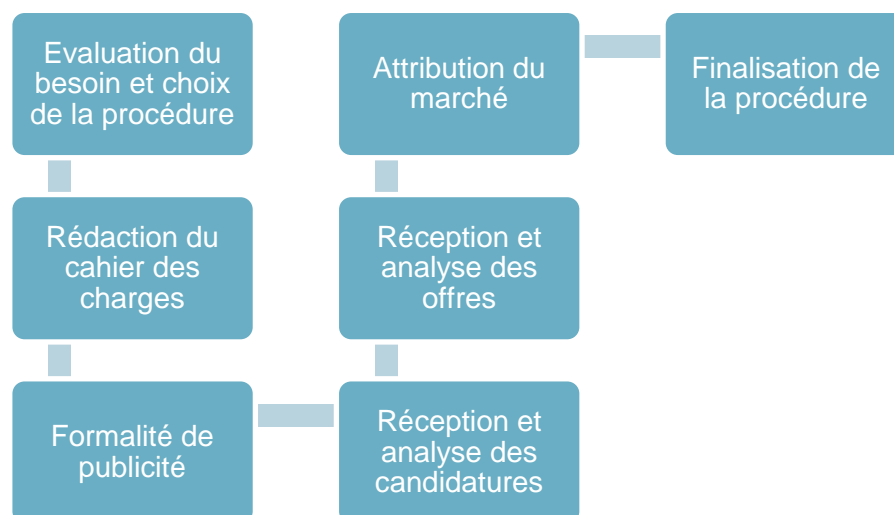 Evaluation du
besoin et choix
de la procédure
Rédaction du
cahier des
charges
Formalité de
publicité
Réception et
analyse des
candidatures
Réception et
analyse des
offres
Attribution du
marché
Finalisation de
la procédure